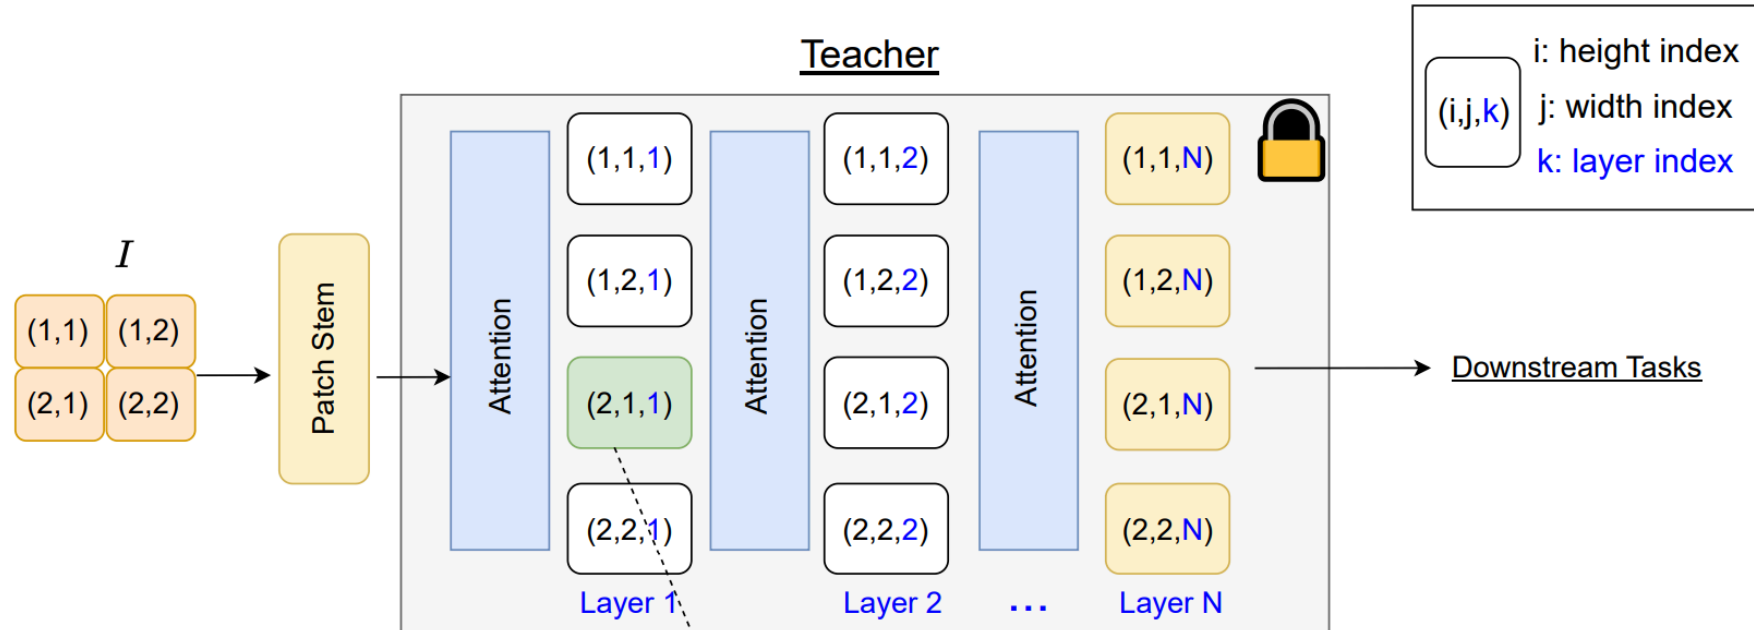 Teacher
i: height index
j: width index
k: layer index
(i,j,k)
I
(1,1) (1,2)
(2,1) (2,2)
Patch Stem
Attention
(1,1,1)
(1,2,1)
(2,1,1)
(2,2,1)
Layer 1
Attention
(1,1,2)
(1,2,2)
(2,1,2)
(2,2,2)
Layer 2
...
Attention
(1,1,N)
(1,2,N)
(2,1,N)
(2,2,N)
Layer N
Downstream Tasks